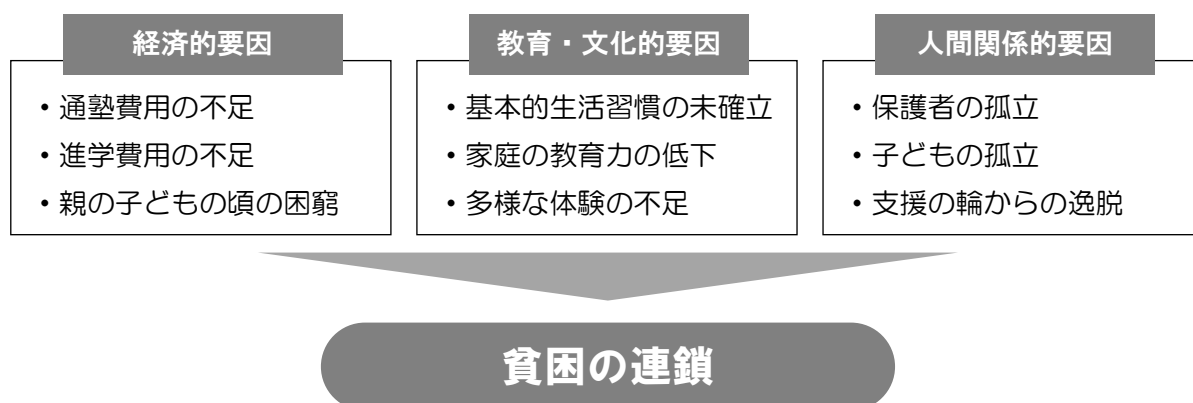 経済的要因
・通塾費用の不足
・進学費用の不足
・親の子どもの頃の困窮
教育・文化的要因
・基本的生活習慣の未確立
・家庭の教育力の低下
・多様な体験の不足
人間関係的要因
・保護者の孤立
・子どもの孤立
・支援の輪からの逸脱
貧困の連鎖